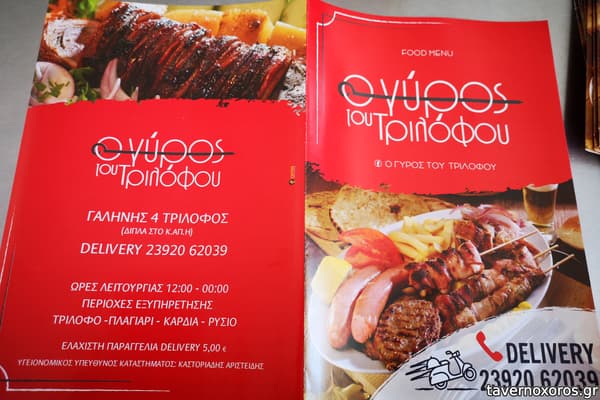 ο γύρος
του Τριλόφου
ΓΑΛΗΝΗΣ 4 ΤΡΙΛΟΦΟΣ
(ΔΙΠΛΑ ΣΤΟ Κ.ΑΠ.Η)
DELIVERY 23920 62039
ΩΡΕΣ ΛΕΙΤΟΥΡΓΙΑΣ 12:00 - 00:00
ΠΕΡΙΟΧΕΣ ΕΞΥΠΗΡΕΤΗΣΗΣ
ΤΡΙΛΟΦΟ -ΠΛΑΓΙΑΡΙ - ΚΑΡΔΙΑ - ΡΥΣΙΟ
ΕΛΑΧΙΣΤΗ ΠΑΡΑΓΓΕΛΙΑ DELIVERY 5,00 €
ΥΓΕΙΟΝΟΜΙΚΟΣ ΥΠΕΥΘΥΝΟΣ ΚΑΤΑΣΤΗΜΑΤΟΣ: ΚΑΣΤΟΡΙΑΔΗΣ ΑΡΙΣΤΕΙΔΗΣ
FOOD MENU
ο γύρος
του Τριλόφου
Ο ΓΥΡΟΣ ΤΟΥ ΤΡΙΛΟΦΟΥ
DELIVERY
23920 62039
tavernoxoros.gr